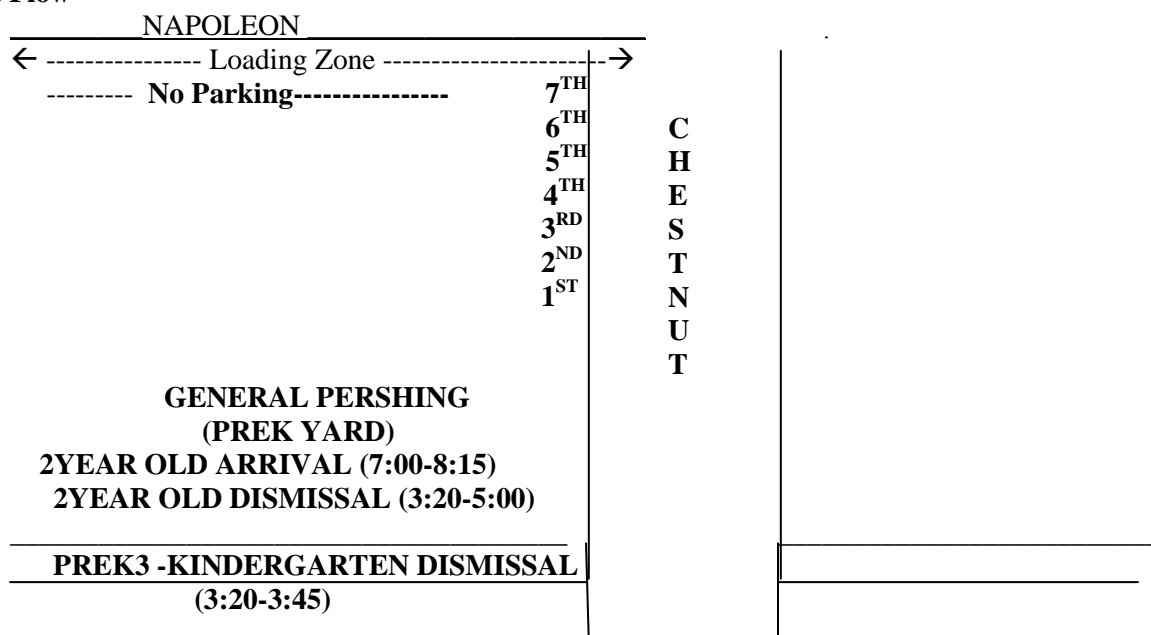 NAPOLEON
← ---------------- Loading Zone -----------------------→
--------- No Parking---------------- 7TH
6TH
5TH
4TH
3RD
2ND
1ST
C
H
E
S
T
N
U
T
GENERAL PERSHING
(PREK YARD)
2YEAR OLD ARRIVAL (7:00-8:15)
2YEAR OLD DISMISSAL (3:20-5:00)
PREK3 -KINDERGARTEN DISMISSAL
(3:20-3:45)